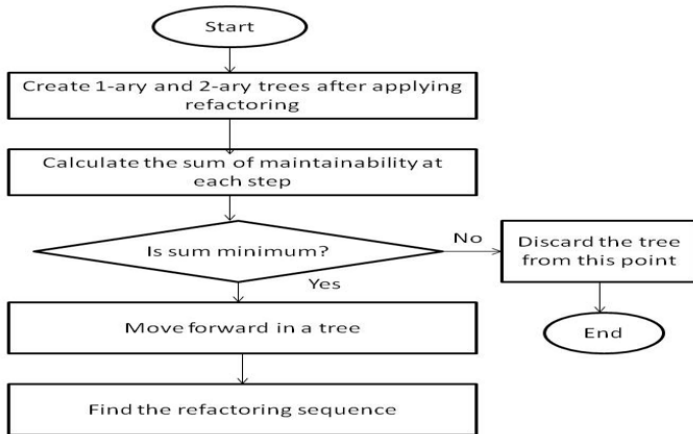 Start
Create 1-ary and 2-ary trees after applying
refactoring
Calculate the sum of maintainability at
each step
Is sum minimum?
No
Discard the tree
from this point
Yes
End
Move forward in a tree
Find the refactoring sequence